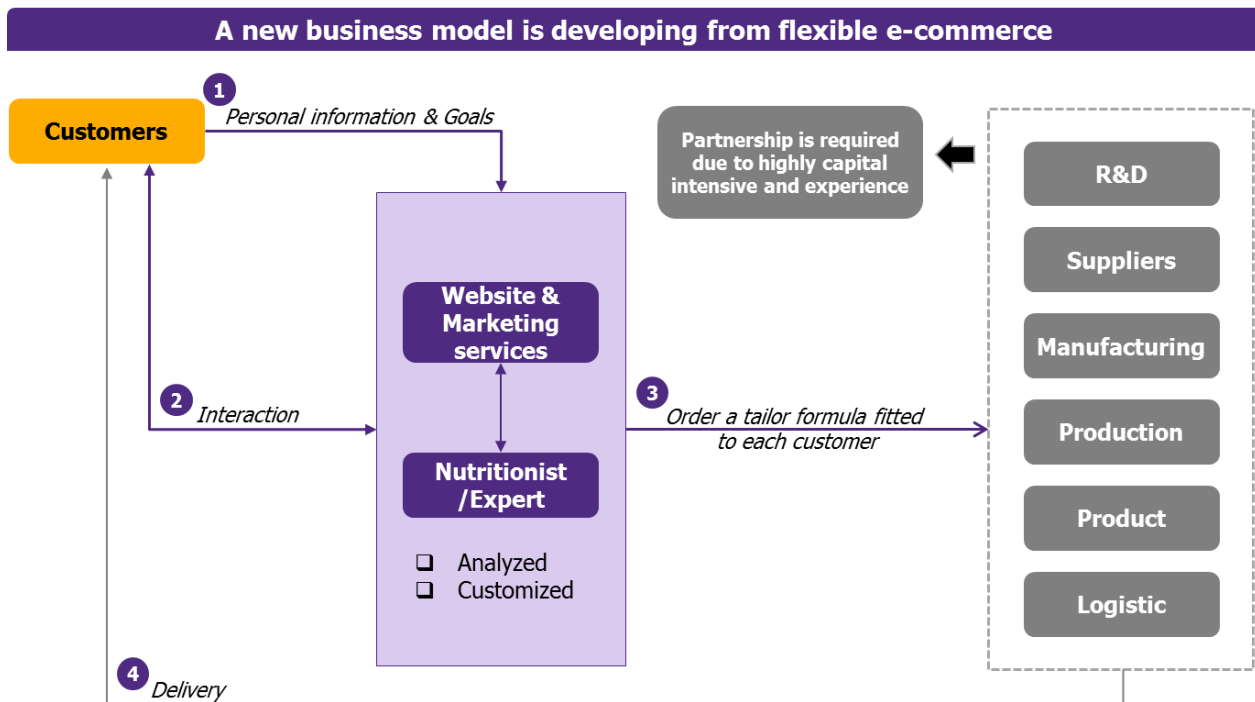 A new business model is developing from flexible e-commerce
1
Personal information & Goals
Customers
Partnership is required
due to highly capital
intensive and experience
R&D
Suppliers
Website &
Marketing
services
Manufacturing
2
Interaction
3
Order a tailor formula fitted
to each customer
Production
Nutritionist
/Expert
Product
❑ Analyzed
❑ Customized
Logistic
4
Delivery